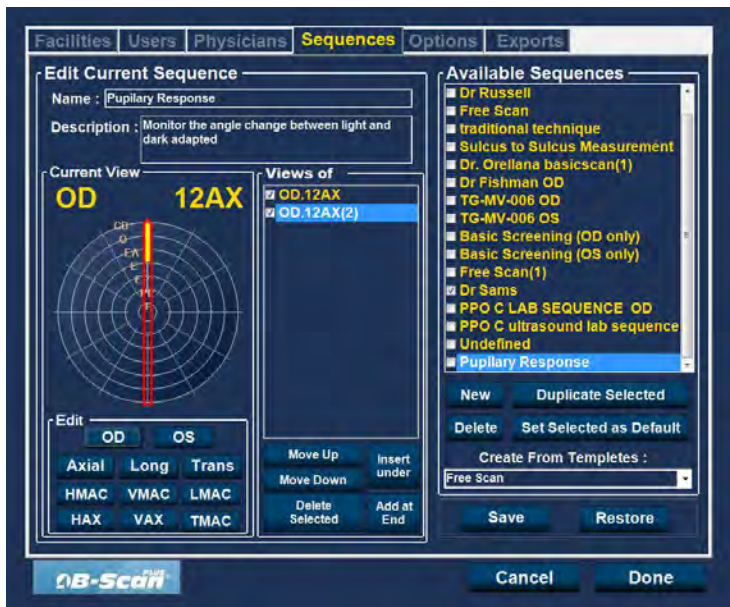 Facilities Users Physicians Sequences Options Exports
Edit Current Sequence
Name : Pupilary Response
Description : Monitor the angle change between light and
dark adapted
Current View
OD 12AX
CB
O
EA
E
P
Views of
OD.12AX
OD.12AX(2)
Edit
OD OS
Axial Long Trans
HMAC VMAC LMAC
HAX VAX TMAC
Move Up
Move Down
Delete
Selected
Insert
under
Add at
End
Available Sequences
Dr Russell
Free Scan
traditional technique
Sulcus to Sulcus Measurement
Dr. Orellana basicscan(1)
Dr Fishman OD
TG-MV-006 OD
TG-MV-006 OS
Basic Screening (OD only)
Basic Screening (OS only)
Free Scan(1)
Dr Sams
PPO C LAB SEQUENCE OD
PPO C ultrasound lab sequence
Undefined
Pupilary Response
New Duplicate Selected
Delete Set Selected as Default
Create From Templetes :
Free Scan
Save Restore
B-Scan PLUS
Cancel Done